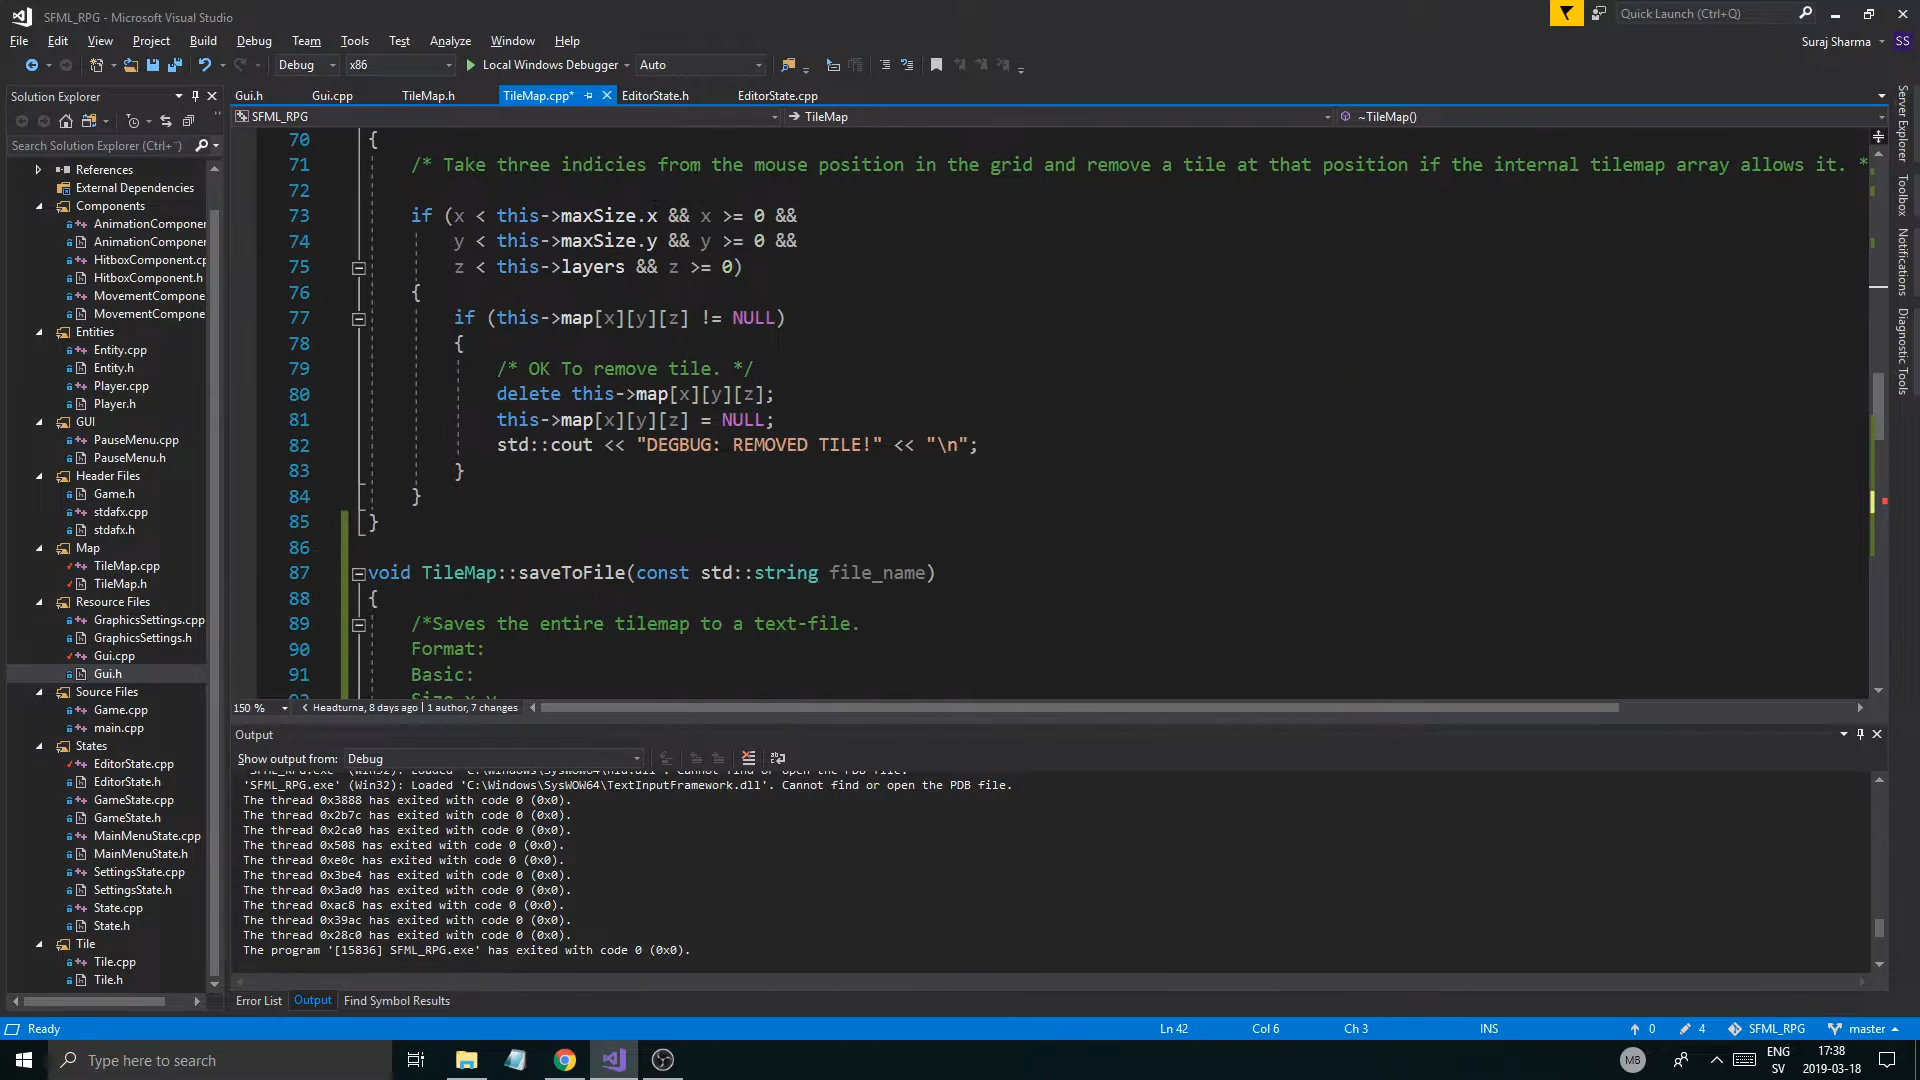 SFML_RPG - Microsoft Visual Studio
Quick Launch (Ctrl+Q)
File Edit View Project Build Debug Team Tools Test Analyze Window Help
Suraj Sharma SS
Debug x86 Local Windows Debugger Auto
Solution Explorer
Gui.h Gui.cpp TileMap.h TileMap.cpp* EditorState.h EditorState.cpp
SFML_RPG TileMap ~TileMap()
Search Solution Explorer (Ctrl+¨)
References
External Dependencies
Components
AnimationComponen
AnimationComponen
HitboxComponent.cp
HitboxComponent.h
MovementCompone
MovementCompone
Entities
Entity.cpp
Entity.h
Player.cpp
Player.h
GUI
PauseMenu.cpp
PauseMenu.h
Header Files
Game.h
stdafx.cpp
stdafx.h
Map
TileMap.cpp
TileMap.h
Resource Files
GraphicsSettings.cpp
GraphicsSettings.h
Gui.cpp
Gui.h
Source Files
Game.cpp
main.cpp
States
EditorState.cpp
EditorState.h
GameState.cpp
GameState.h
MainMenuState.cpp
MainMenuState.h
SettingsState.cpp
SettingsState.h
State.cpp
State.h
Tile
Tile.cpp
Tile.h
70 {
71 /* Take three indicies from the mouse position in the grid and remove a tile at that position if the internal tilemap array allows it. *
72
73 if (x < this->maxSize.x && x >= 0 &&
74 y < this->maxSize.y && y >= 0 &&
75 z < this->layers && z >= 0)
76 {
77 if (this->map[x][y][z] != NULL)
78 {
79 /* OK To remove tile. */
80 delete this->map[x][y][z];
81 this->map[x][y][z] = NULL;
82 std::cout << "DEGBUG: REMOVED TILE!" << "\n";
83 }
84 }
85 }
86
87 void TileMap::saveToFile(const std::string file_name)
88 {
89 /*Saves the entire tilemap to a text-file.
90 Format:
91 Basic:
92 Size x y
150 % Headturna, 8 days ago | 1 author, 7 changes
Server Explorer
Toolbox
Notifications
Diagnostic Tools
Output
Show output from: Debug
'SFML_RPG.exe' (Win32): Loaded 'C:\Windows\SysWOW64\hid.dll'. Cannot find or open the PDB file.
'SFML_RPG.exe' (Win32): Loaded 'C:\Windows\SysWOW64\TextInputFramework.dll'. Cannot find or open the PDB file.
The thread 0x3888 has exited with code 0 (0x0).
The thread 0x2b7c has exited with code 0 (0x0).
The thread 0x2ca0 has exited with code 0 (0x0).
The thread 0x508 has exited with code 0 (0x0).
The thread 0xe0c has exited with code 0 (0x0).
The thread 0x3be4 has exited with code 0 (0x0).
The thread 0x3ad0 has exited with code 0 (0x0).
The thread 0xac8 has exited with code 0 (0x0).
The thread 0x39ac has exited with code 0 (0x0).
The thread 0x28c0 has exited with code 0 (0x0).
The program '[15836] SFML_RPG.exe' has exited with code 0 (0x0).
Error List Output Find Symbol Results
Ready Ln 42 Col 6 Ch 3 INS 0 4 SFML_RPG master
Type here to search
MB ENG SV 17:38 2019-03-18